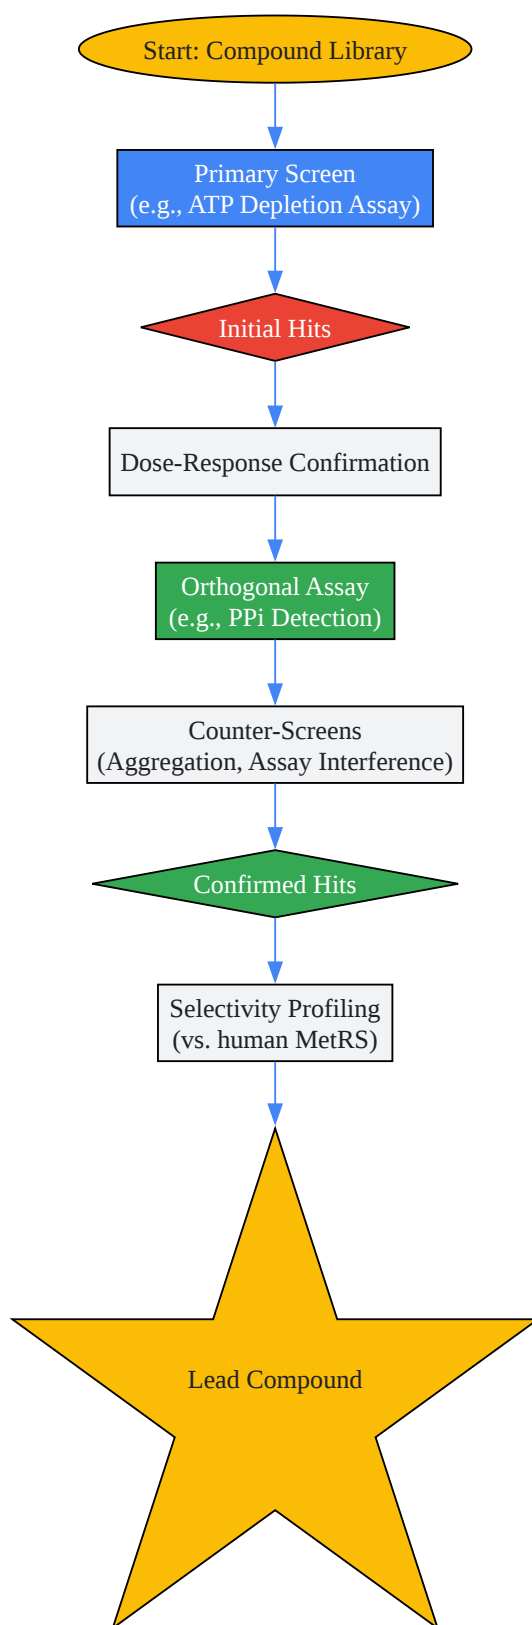 Start: Compound Library
Primary Screen
(e.g., ATP Depletion Assay)
Initial Hits
Dose-Response Confirmation
Orthogonal Assay
(e.g., PPi Detection)
Counter-Screens
(Aggregation, Assay Interference)
Confirmed Hits
Selectivity Profiling
(vs. human MetRS)
Lead Compound